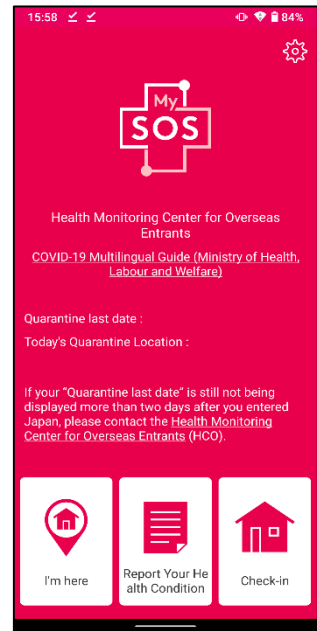 15:58 84%
My
SOS
Health Monitoring Center for Overseas
Entrants
COVID-19 Multilingual Guide (Ministry of Health,
Labour and Welfare)
Quarantine last date :
Today's Quarantine Location :
If your "Quarantine last date" is still not being
displayed more than two days after you entered
Japan, please contact the Health Monitoring
Center for Overseas Entrants (HCO).
I'm here
Report Your He
alth Condition
Check-in